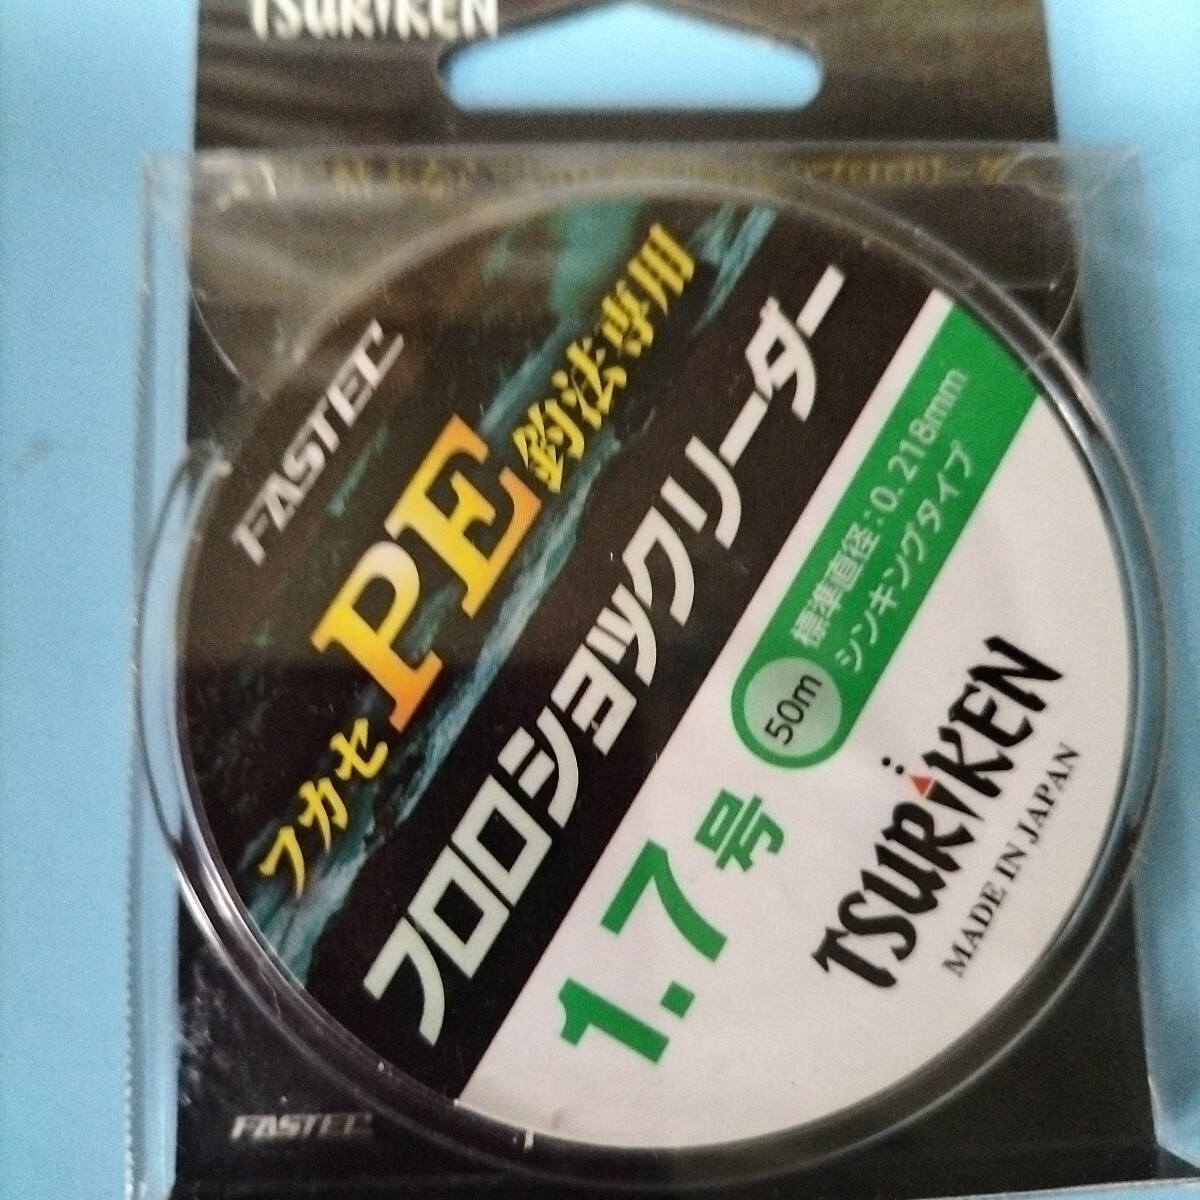 TSURiKEN
FASTEC
フカセPE釣法専用
フロロショックリーダー
標準直径:0.218mm
50m シンキングタイプ
1.7号
TSURiKEN
MADE IN JAPAN
FASTEC